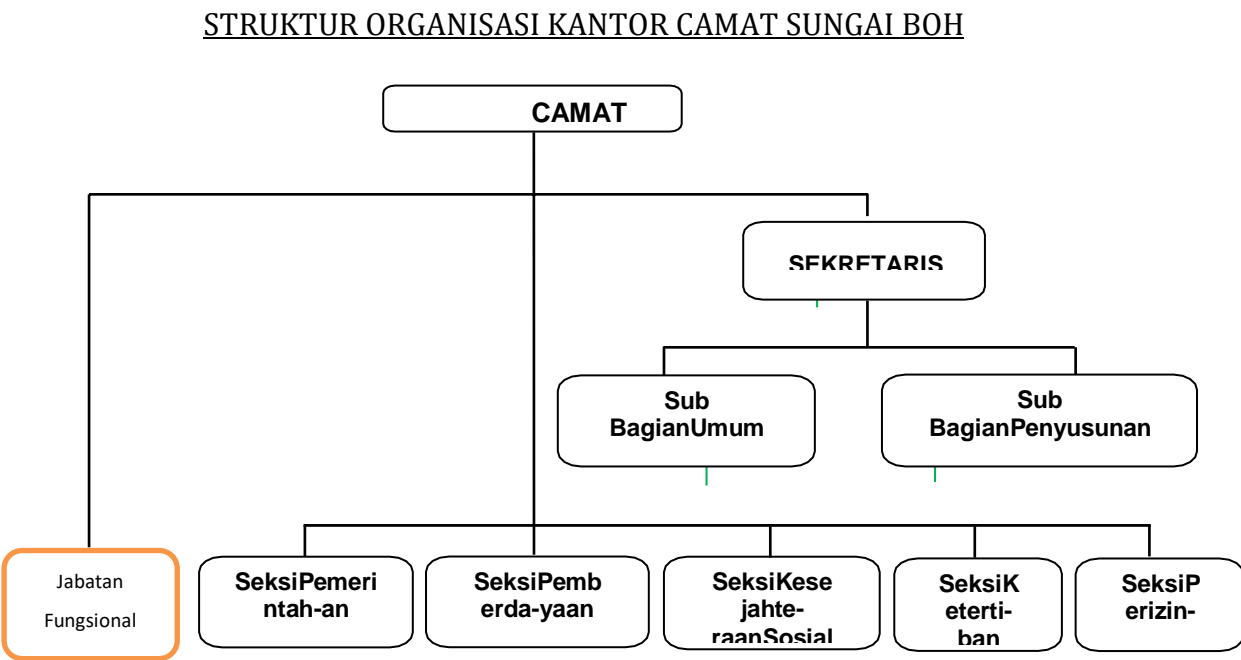 STRUKTUR ORGANISASI KANTOR CAMAT SUNGAI BOH
CAMAT
SEKRETARIS
Sub
BagianUmum
Sub
BagianPenyusunan
Jabatan
Fungsional
SeksiPemeri
ntah-an
SeksiPemb
erda-yaan
SeksiKese
jahte-
raanSosial
SeksiK
eterti-
ban
SeksiP
erizin-